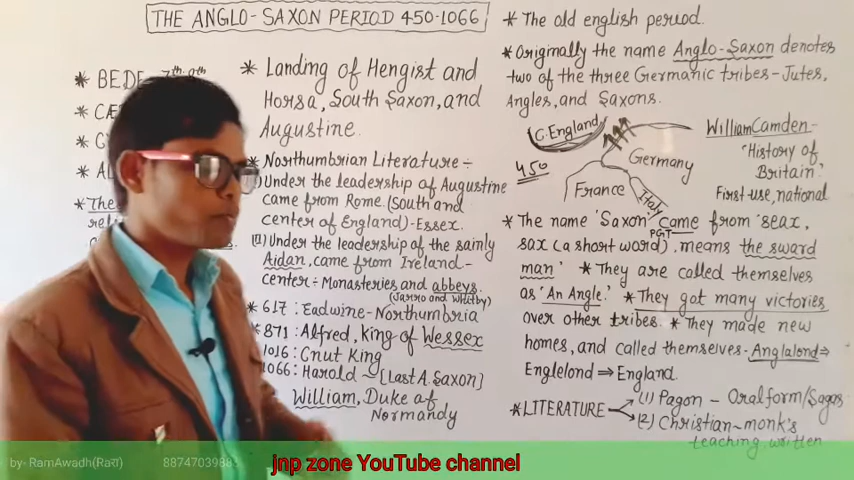 THE ANGLO-SAXON PERIOD 450-1066
* BEDE
*
*
*
* The
* Landing of Hengist and
Horsa, South Saxon, and
Augustine.
* Northumbrian Literature ÷
Under the leadership of Augustine
came from Rome. (South and
center of England)-Essex.
(2) Under the leadership of the sainly
Aidan, came from Ireland-
center ÷ Monasteries and abbeys.
(Jarro and Whitby)
* 617: Eadwine-Northumbria
* 871: Alfred, King of Wessex
1016: Cnut King
1066: Harold → [Last A. Saxon]
William, Duke of
Normandy
* The old english period.
* Originally the name Anglo-Saxon denotes
two of the three Germanic tribes-Jutes,
Angles, and Saxons.
G. England
450
Germany
France
Italy
William Camden-
'History of
Britain'
First use, national
* The name 'Saxon' came from 'seax,
PGT
sax (a short word), means the sward
man' * They are called themselves
as 'An Angle.' * They got many victories
over other tribes. * They made new
homes, and called themselves-Anglalond ⇒
Englelond ⇒ England.
* LITERATURE
(1) Pagon - Oral form/Sagas
(2) Christian~monk's
teaching. written
by- RamAwadh(RaRa)
jnp zone YouTube channel